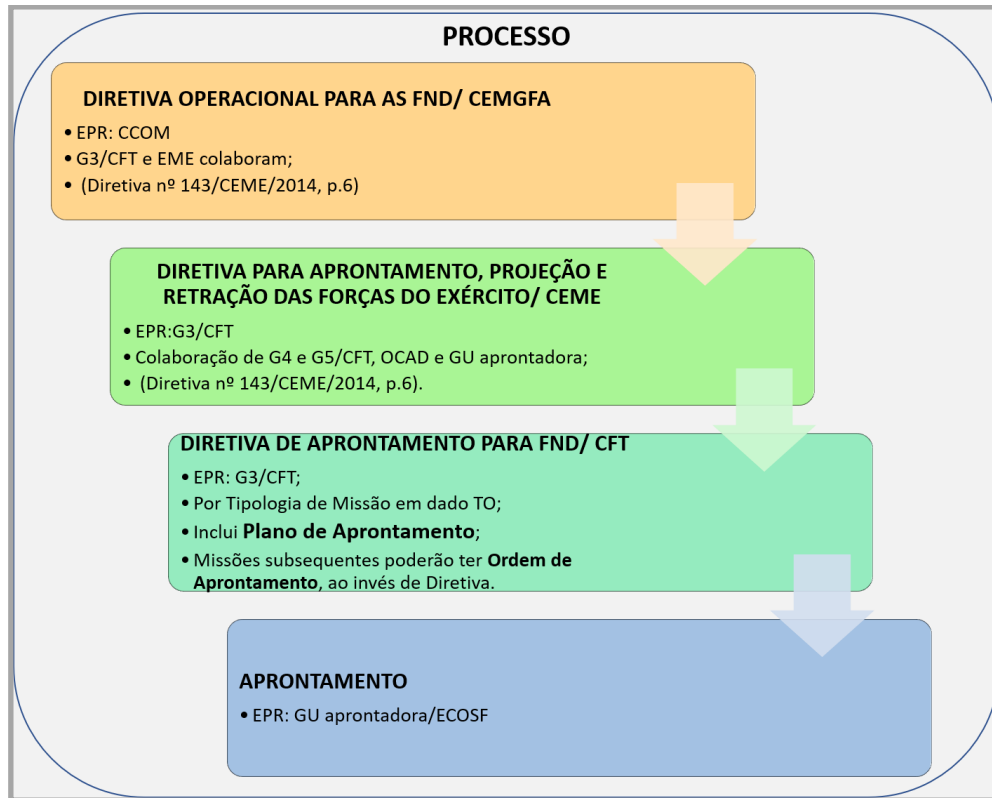 PROCESSO
DIRETIVA OPERACIONAL PARA AS FND/ CEMGFA
• EPR: CCOM
• G3/CFT e EME colaboram;
• (Diretiva nº 143/CEME/2014, p.6)
DIRETIVA PARA APRONTAMENTO, PROJEÇÃO E
RETRAÇÃO DAS FORÇAS DO EXÉRCITO/ CEME
• EPR:G3/CFT
• Colaboração de G4 e G5/CFT, OCAD e GU aprontadora;
• (Diretiva nº 143/CEME/2014, p.6).
DIRETIVA DE APRONTAMENTO PARA FND/ CFT
• EPR: G3/CFT;
• Por Tipologia de Missão em dado TO;
• Inclui Plano de Aprontamento;
• Missões subsequentes poderão ter Ordem de
Aprontamento, ao invés de Diretiva.
APRONTAMENTO
• EPR: GU aprontadora/ECOSF